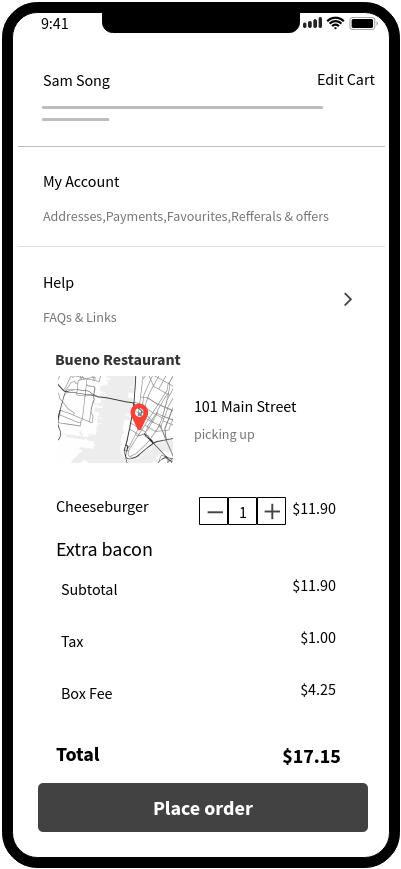 9:41
Sam Song
Edit Cart
My Account
Addresses,Payments,Favourites,Refferals & offers
Help
FAQs & Links
Bueno Restaurant
101 Main Street
picking up
Cheeseburger
1
$11.90
Extra bacon
Subtotal
$11.90
Tax
$1.00
Box Fee
$4.25
Total
$17.15
Place order